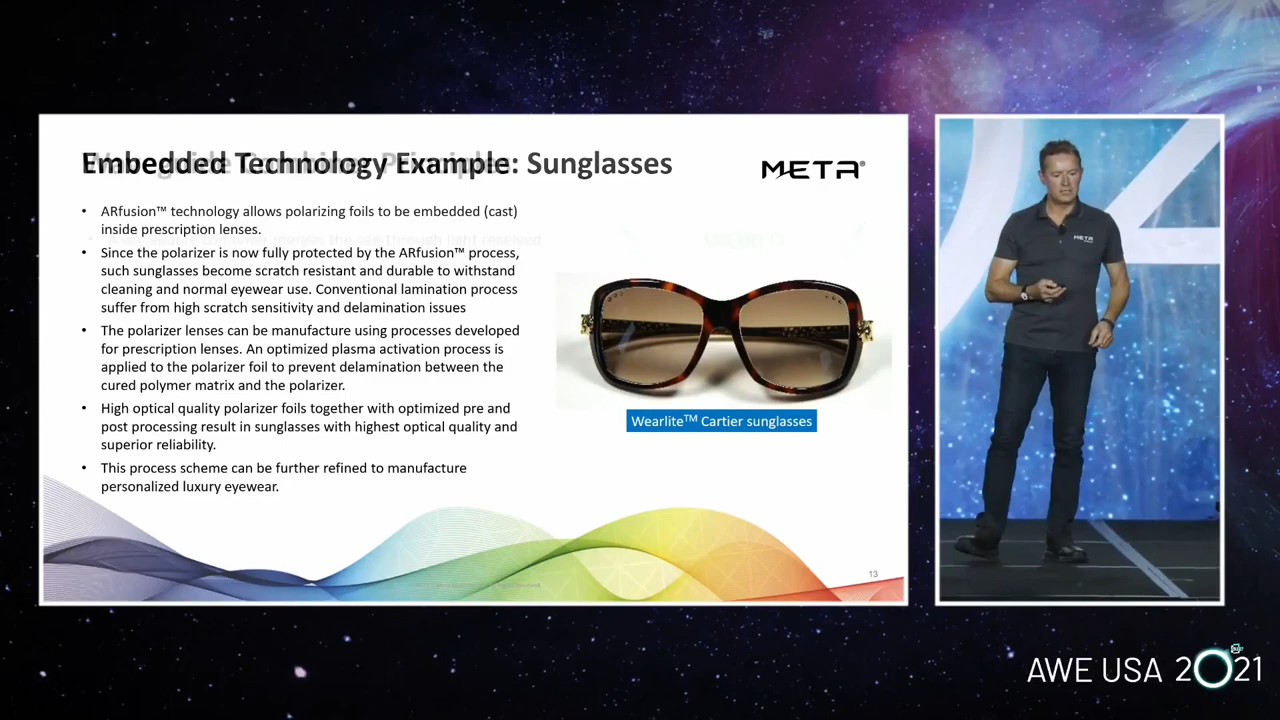 Embedded Technology Example: Sunglasses
META®
• ARfusion™ technology allows polarizing foils to be embedded (cast)
inside prescription lenses.
• Since the polarizer is now fully protected by the ARfusion™ process,
such sunglasses become scratch resistant and durable to withstand
cleaning and normal eyewear use. Conventional lamination process
suffer from high scratch sensitivity and delamination issues
• The polarizer lenses can be manufacture using processes developed
for prescription lenses. An optimized plasma activation process is
applied to the polarizer foil to prevent delamination between the
cured polymer matrix and the polarizer.
• High optical quality polarizer foils together with optimized pre and
post processing result in sunglasses with highest optical quality and
superior reliability.
• This process scheme can be further refined to manufacture
personalized luxury eyewear.
Wearlite™ Cartier sunglasses
13
META
AWE USA 2021